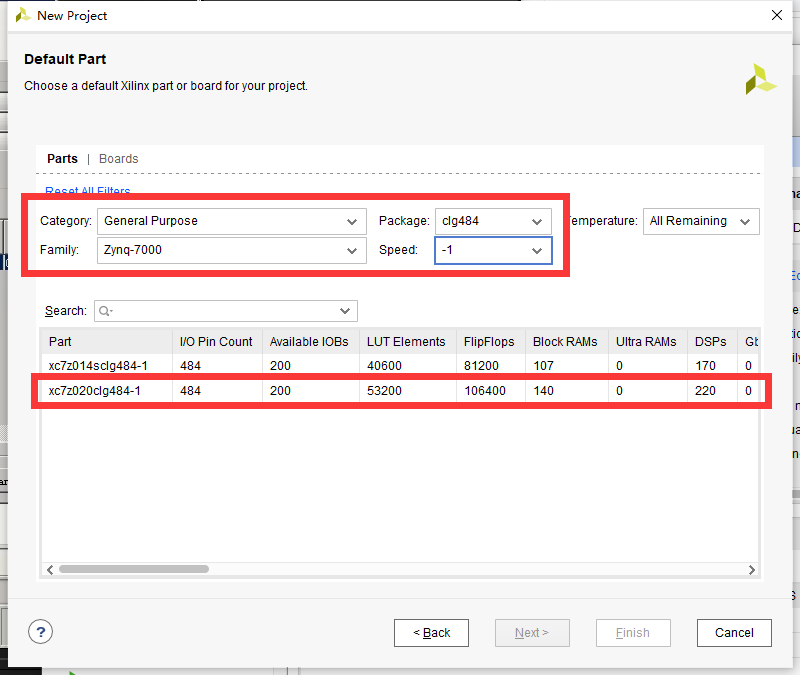 New Project
Default Part
Choose a default Xilinx part or board for your project.
Parts | Boards
Reset All Filters
Category: General Purpose Package: clg484 Temperature: All Remaining
Family: Zynq-7000 Speed: -1
Search: Q-
Part I/O Pin Count Available IOBs LUT Elements FlipFlops Block RAMs Ultra RAMs DSPs Gb
xc7z014sclg484-1 484 200 40600 81200 107 0 170 0
xc7z020clg484-1 484 200 53200 106400 140 0 220 0
?
< Back Next > Finish Cancel